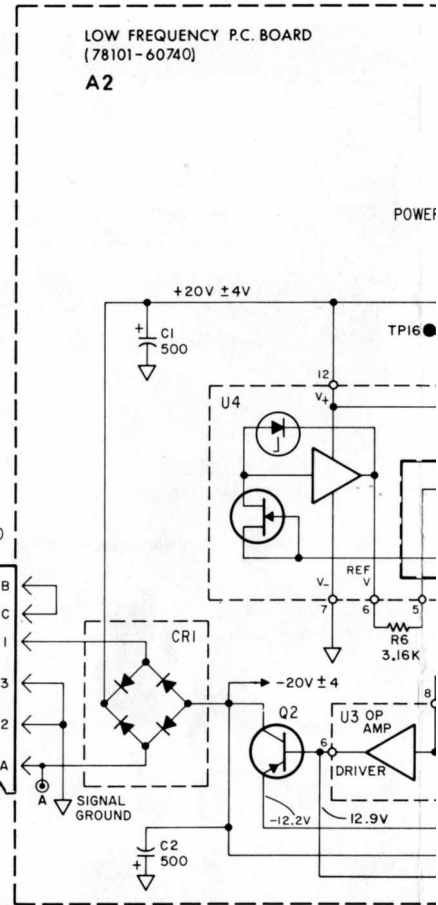 LOW FREQUENCY P.C. BOARD
(78101-60740)
A2
POWER
+20V ±4V
TP16
+
C1
500
12
U4
V+
REF
V-
V
7
6
5
R6
3.16K
B
C
1
3
2
A
A
CR1
SIGNAL
GROUND
-20V ±4
Q2
8
U3 OP
AMP
6
DRIVER
-12.2V
-12.9V
C2
500
+